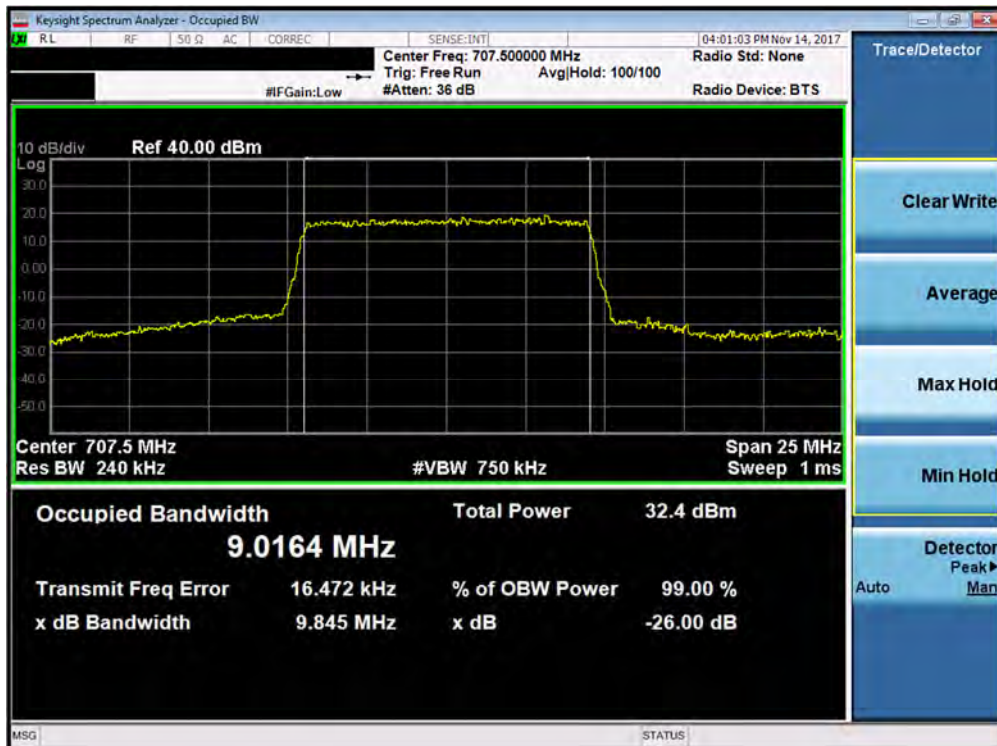 Keysight Spectrum Analyzer - Occupied BW
LXI RL RF 50 Ω AC CORREC SENSE:INT 04:01:03 PM Nov 14, 2017
Center Freq: 707.500000 MHz Radio Std: None
Trig: Free Run Avg|Hold: 100/100
#IFGain:Low #Atten: 36 dB Radio Device: BTS
10 dB/div Ref 40.00 dBm
Log
30.0
20.0
10.0
0.00
-10.0
-20.0
-30.0
-40.0
-50.0
Center 707.5 MHz Span 25 MHz
Res BW 240 kHz #VBW 750 kHz Sweep 1 ms
Occupied Bandwidth Total Power 32.4 dBm
9.0164 MHz
Transmit Freq Error 16.472 kHz % of OBW Power 99.00 %
x dB Bandwidth 9.845 MHz x dB -26.00 dB
MSG STATUS
Trace/Detector
Clear Write
Average
Max Hold
Min Hold
Detector
Peak
Auto Man